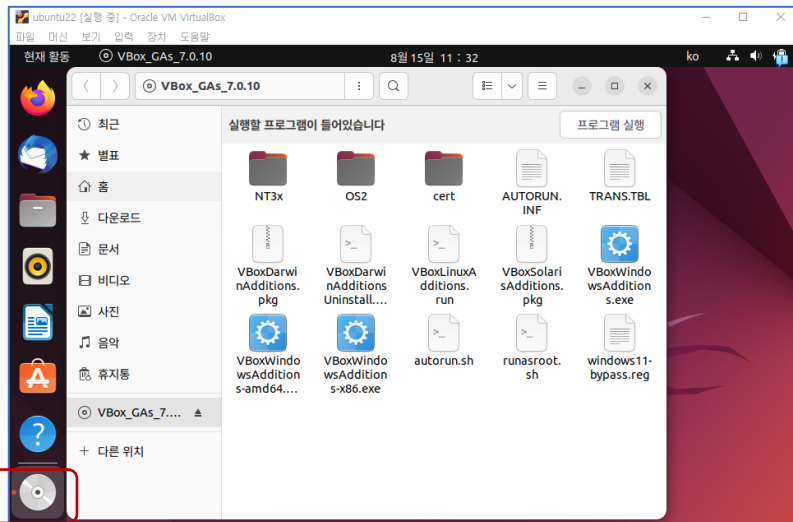 ubuntu22 [실행 중] - Oracle VM VirtualBox
파일 머신 보기 입력 장치 도움말
현재 활동 VBox_GAs_7.0.10 8월 15일 11 : 32 ko
VBox_GAs_7.0.10
최근
별표
홈
다운로드
문서
비디오
사진
음악
휴지통
VBox_GAs_7....
다른 위치
실행할 프로그램이 들어있습니다 프로그램 실행
NT3x OS2 cert AUTORUN. TRANS.TBL
INF
VBoxDarwi VBoxDarwi VBoxLinuxA VBoxSolari VBoxWindo
nAdditions. nAdditions dditions. sAdditions. wsAddition
pkg Uninstall.... run pkg s.exe
VBoxWindo VBoxWindo autorun.sh runasroot. windows11-
wsAddition wsAddition sh bypass.reg
s-amd64.... s-x86.exe